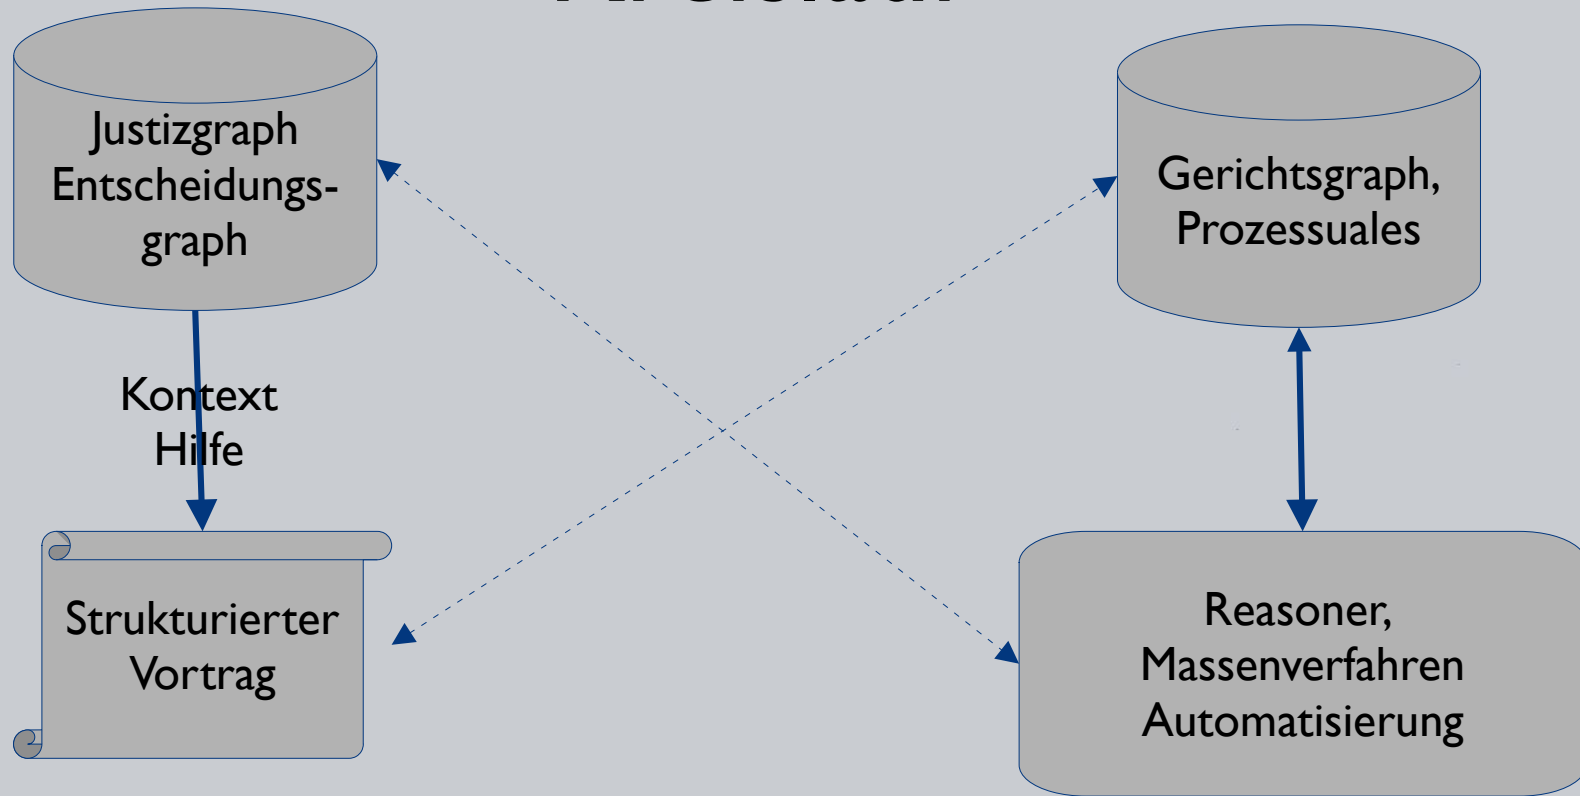 Justizgraph
Entscheidungs-
graph
Gerichtsgraph,
Prozessuales
Kontext
Hilfe
Strukturierter
Vortrag
Reasoner,
Massenverfahren
Automatisierung